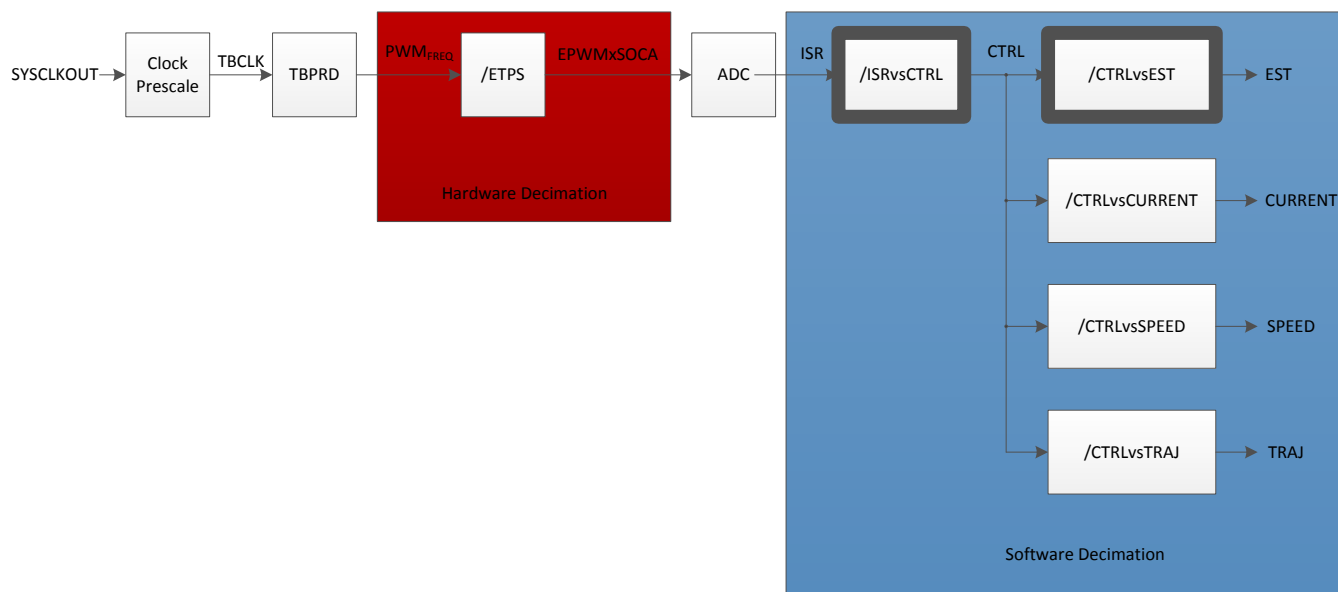 SYSCLKOUT
Clock
Prescale
TBCLK
TBPRD
PWMFREQ
/ETPS
EPWMxSOCA
ADC
ISR
/ISRvsCTRL
CTRL
/CTRLvsEST
EST
Hardware Decimation
/CTRLvsCURRENT
CURRENT
/CTRLvsSPEED
SPEED
/CTRLvsTRAJ
TRAJ
Software Decimation